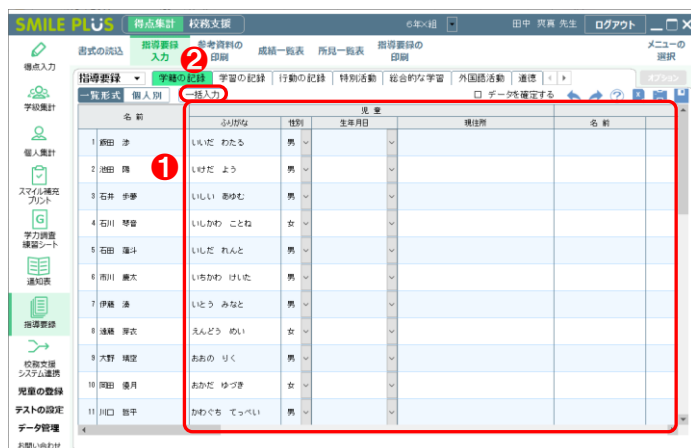 SMILE PLUS 得点集計 校務支援 6年×組 田中 爽真 先生 ログアウト
得点入力
書式の読込 指導要録入力 参考資料の印刷 成績一覧表 所見一覧表 指導要録の印刷 メニューの選択
❷
指導要録 学籍の記録 学習の記録 行動の記録 特別活動 総合的な学習 外国語活動 道徳 オプション
一覧形式 個人別 一括入力 データを確定する
学級集計
個人集計
スマイル補充プリント
学力調査練習シート
通知表
指導要録
校務支援システム連携
児童の登録
テストの設定
データ管理
お問い合わせ
❶
児童
名前 ふりがな 性別 生年月日 現住所 名前
1 飯田 渉 いいだ わたる 男
2 池田 陽 いけだ よう 男
3 石井 歩夢 いしい あゆむ 男
4 石川 琴音 いしかわ ことね 女
5 石田 蓮斗 いしだ れんと 男
6 市川 慶太 いちかわ けいた 男
7 伊藤 湊 いとう みなと 男
8 遠藤 芽衣 えんどう めい 女
9 大野 晴空 おおの りく 男
10 岡田 優月 おかだ ゆづき 女
11 川口 哲平 かわぐち てっぺい 男